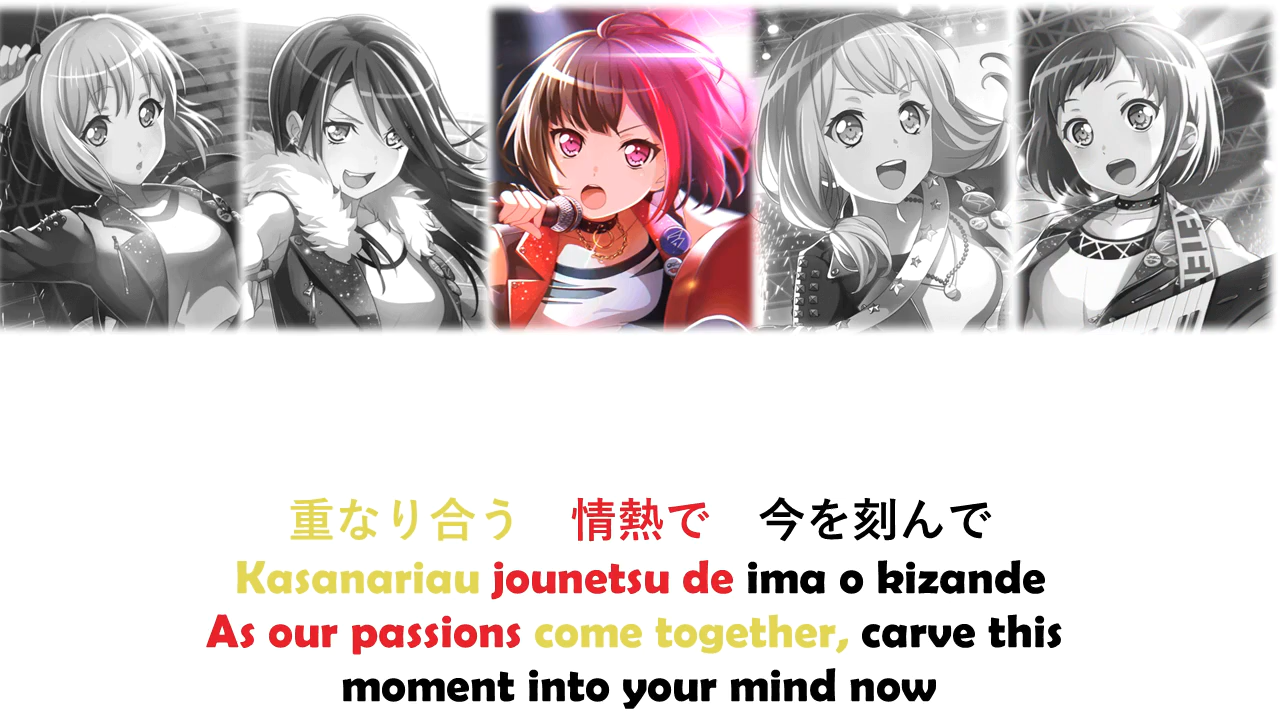 重なり合う　情熱で　今を刻んで
Kasanariau jounetsu de ima o kizande
As our passions come together, carve this
moment into your mind now